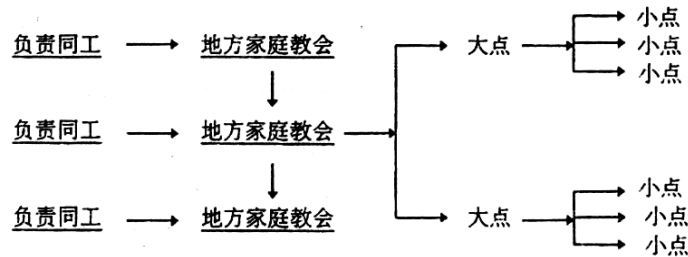 小点
负责同工 地方家庭教会 大点 小点
小点
负责同工 地方家庭教会
小点
负责同工 地方家庭教会 大点 小点
小点